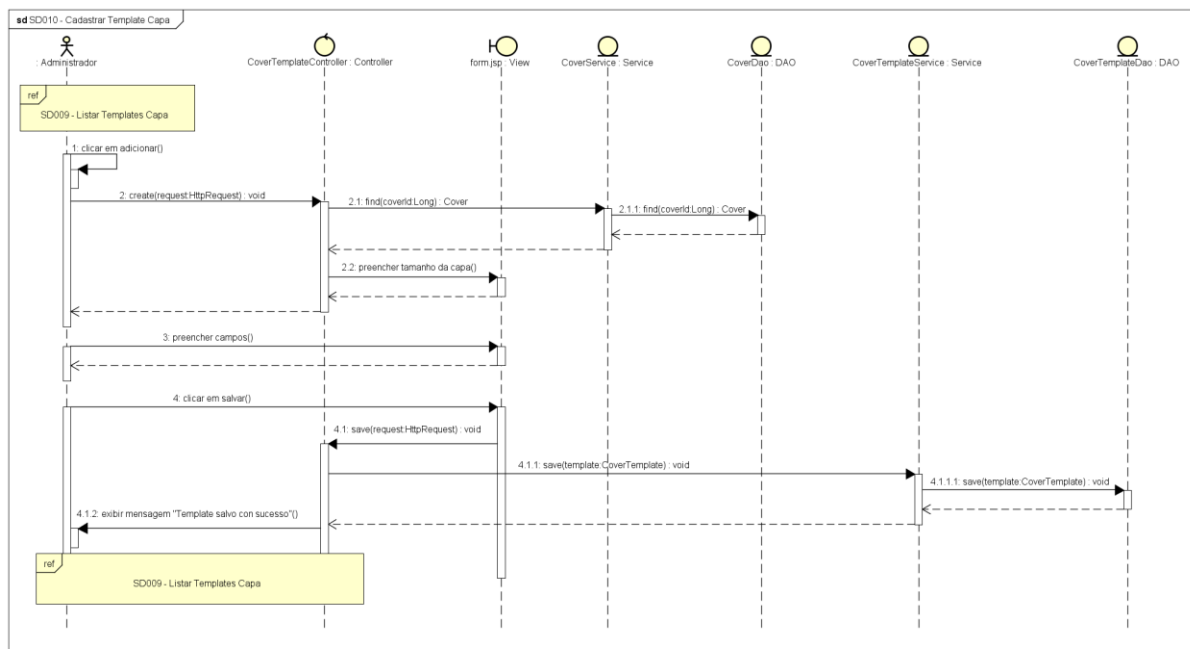 sd SD010 - Cadastrar Template Capa
: Administrador
CoverTemplateController : Controller
form.jsp : View
CoverService : Service
CoverDao : DAO
CoverTemplateService : Service
CoverTemplateDao : DAO
ref
SD009 - Listar Templates Capa
1: clicar em adicionar()
2: create(request:HttpRequest) : void
2.1: find(coverId:Long) : Cover
2.1.1: find(coverId:Long) : Cover
2.2: preencher tamanho da capa()
3: preencher campos()
4: clicar em salvar()
4.1: save(request:HttpRequest) : void
4.1.1: save(template:CoverTemplate) : void
4.1.1.1: save(template:CoverTemplate) : void
4.1.2: exibir mensagem "Template salvo con sucesso"()
ref
SD009 - Listar Templates Capa